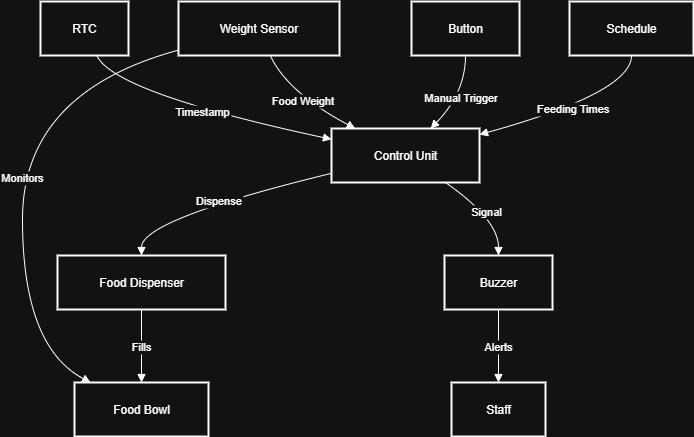 RTC
Weight Sensor
Button
Schedule
Food Weight
Manual Trigger
Timestamp
Feeding Times
Control Unit
Monitors
Dispense
Signal
Food Dispenser
Buzzer
Fills
Alerts
Food Bowl
Staff